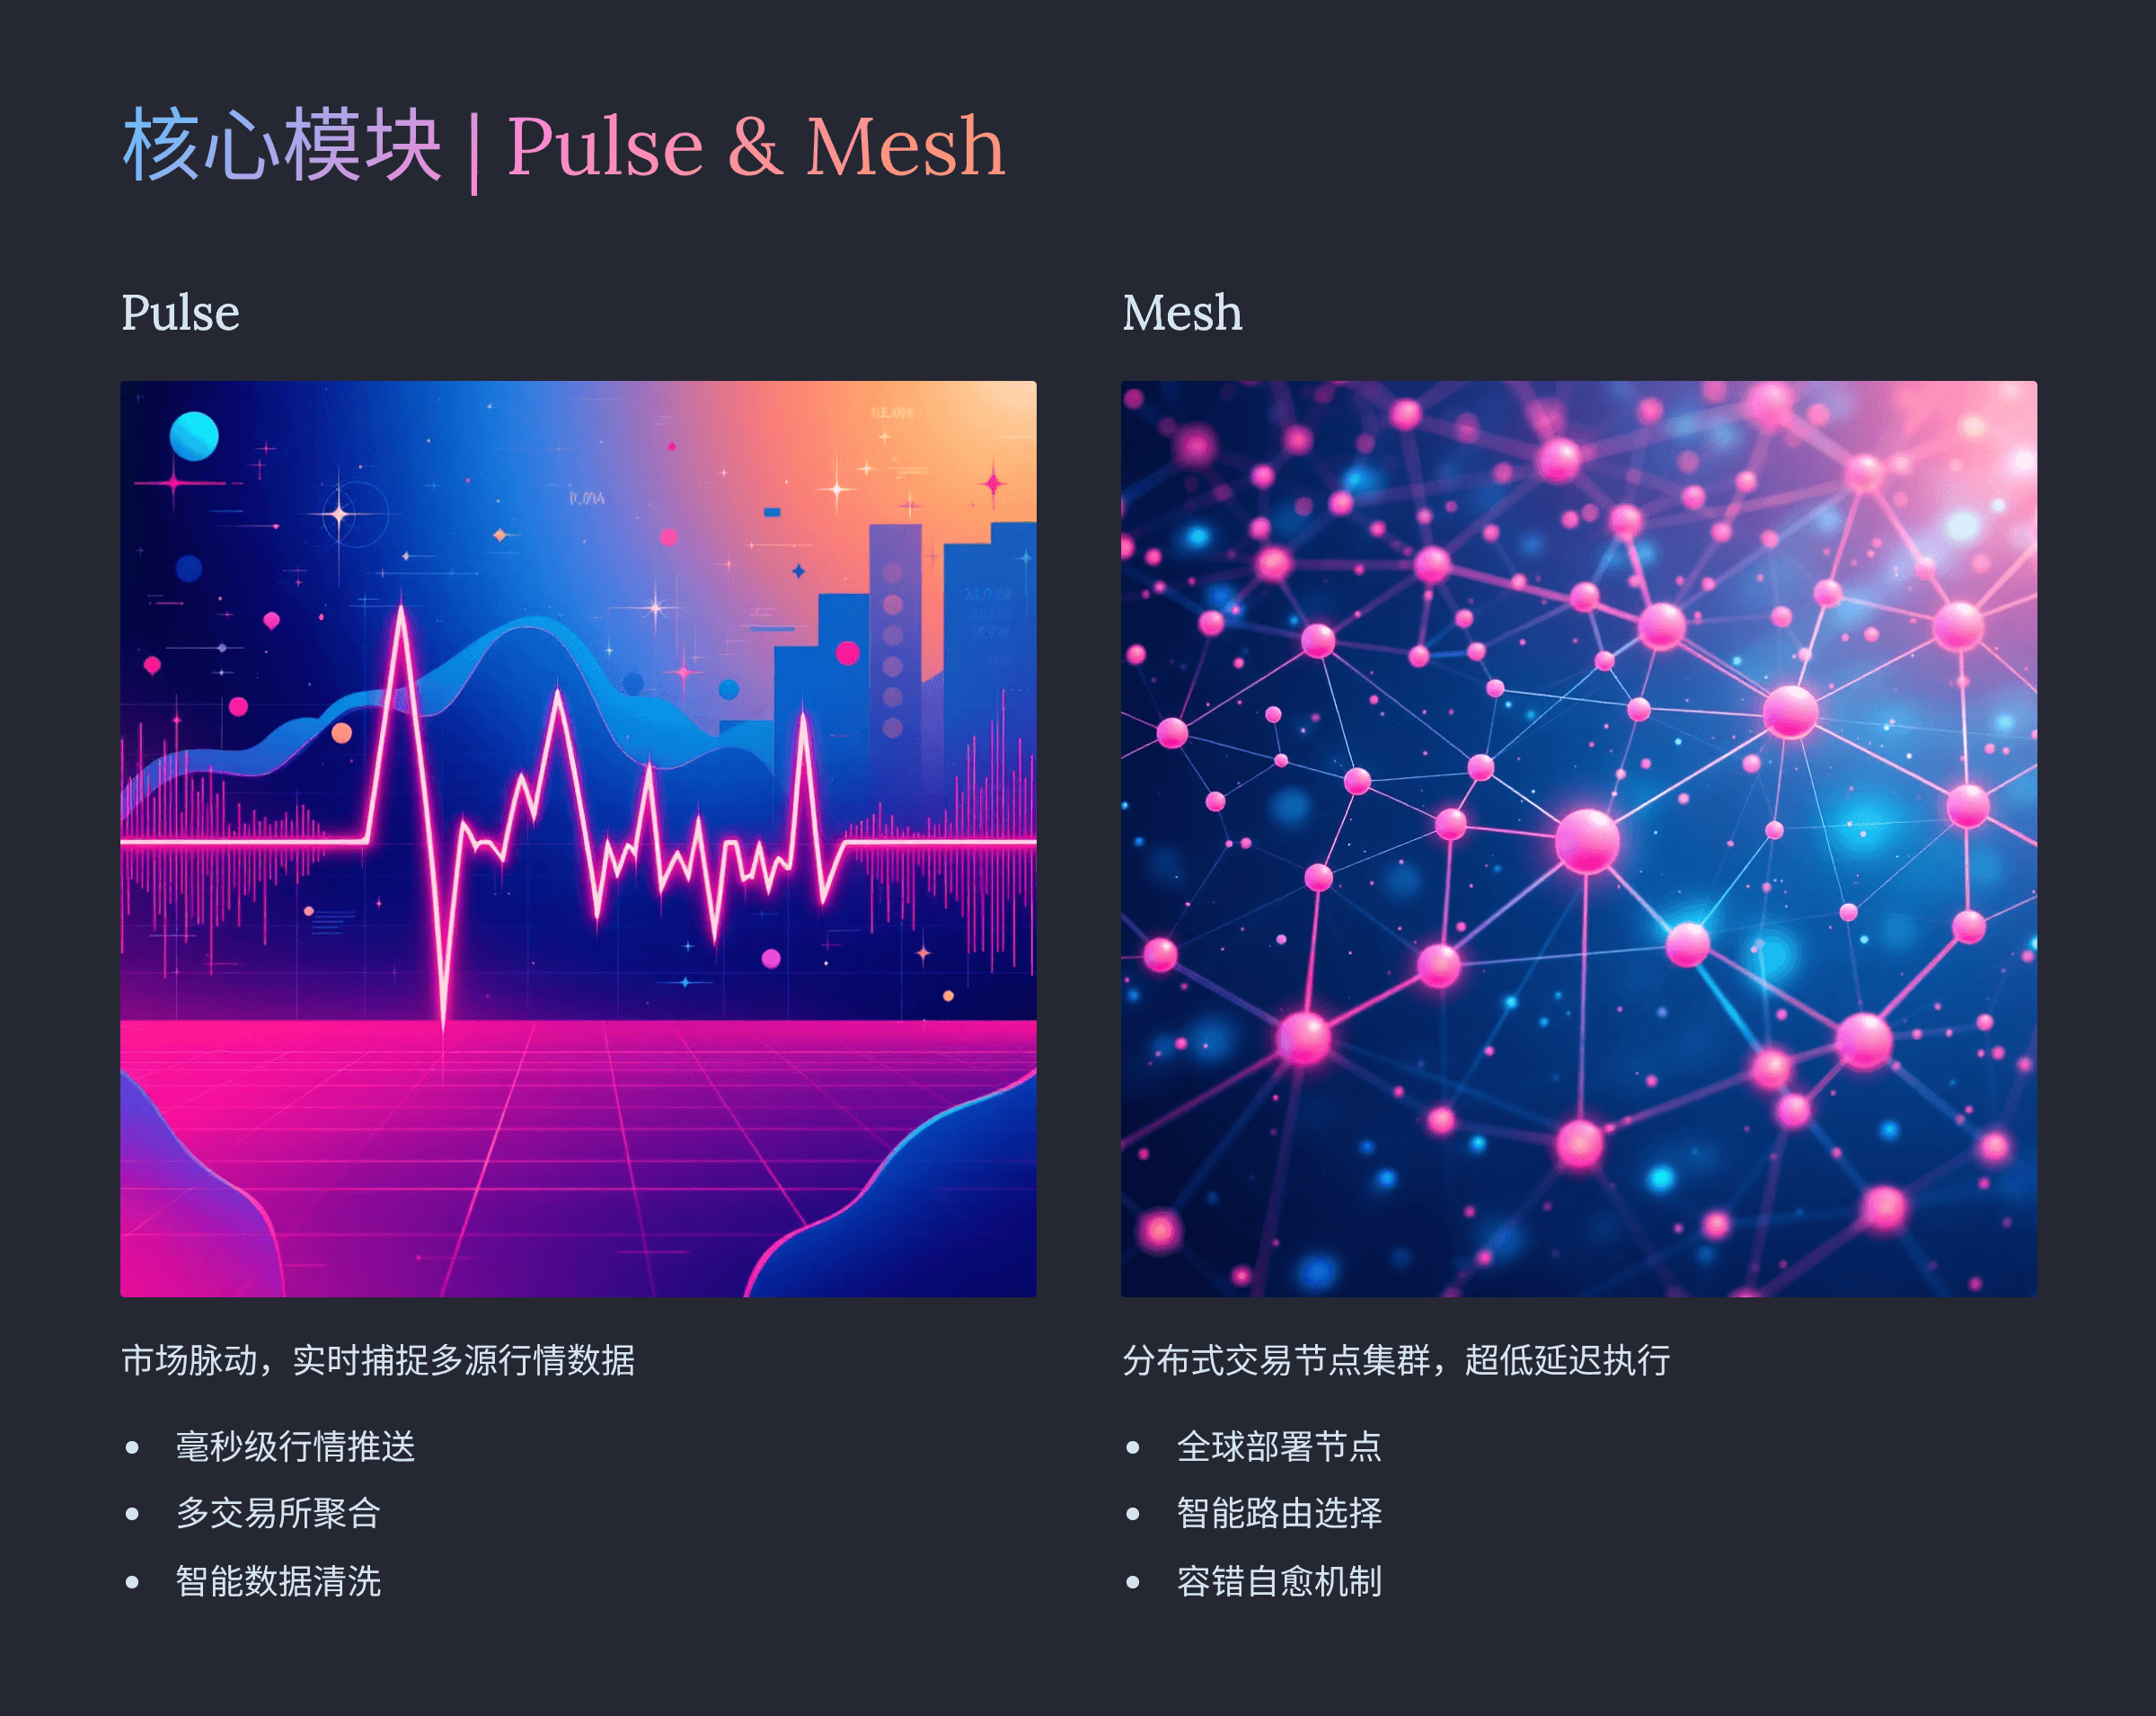 核心模块 | Pulse & Mesh
Pulse
市场脉动，实时捕捉多源行情数据
毫秒级行情推送
多交易所聚合
智能数据清洗
Mesh
分布式交易节点集群，超低延迟执行
全球部署节点
智能路由选择
容错自愈机制